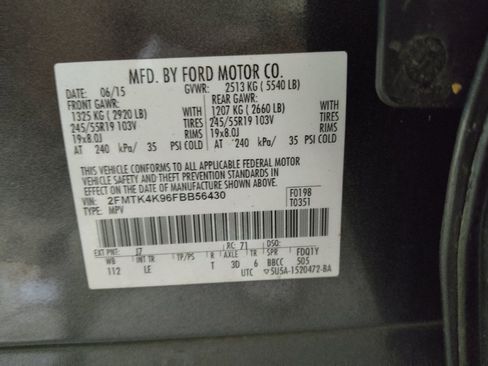 MFD. BY FORD MOTOR CO.
DATE: 06/15 GVWR: 2513 KG ( 5540 LB)
FRONT GAWR: REAR GAWR:
1325 KG ( 2920 LB) WITH 1207 KG ( 2660 LB) WITH
245/55R19 103V TIRES 245/55R19 103V TIRES
19x8.0J RIMS 19x8.0J RIMS
AT 240 kPa/ 35 PSI COLD AT 240 kPa/ 35 PSI COLD
THIS VEHICLE CONFORMS TO ALL APPLICABLE FEDERAL MOTOR
VEHICLE SAFETY AND THEFT PREVENTION STANDARDS IN EFFECT
ON THE DATE OF MANUFACTURE SHOWN ABOVE.
VIN: 2FMTK4K96FBB56430 F0198
TYPE: MPV T0351
EXT PNT: J7 RC: 71 DSO:
WB INT TR TP/PS R AXLE TR SPR FDQ1Y
112 LE T 3D 6 BBCC 505
UTC 5U5A-1520472-BA